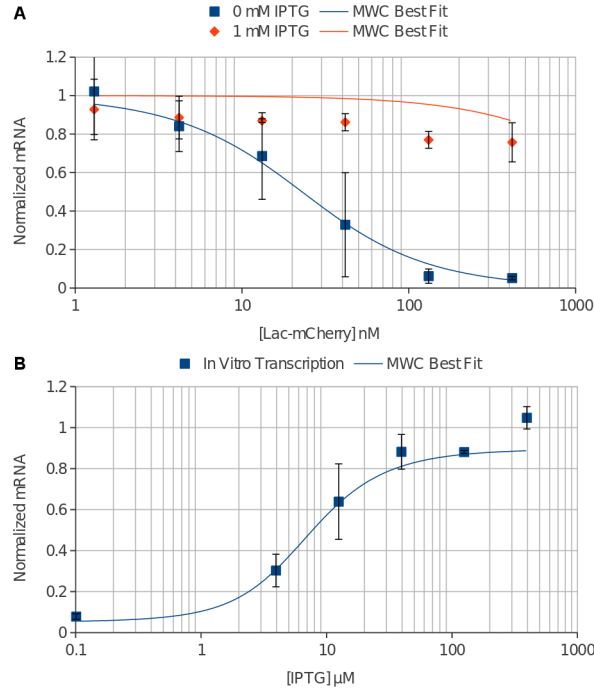 A
0 mM IPTG MWC Best Fit
1 mM IPTG MWC Best Fit
1.2
1
0.8
0.6
0.4
0.2
0
Normalized mRNA
1 10 100 1000
[Lac-mCherry] nM
B
In Vitro Transcription MWC Best Fit
1.2
1
0.8
0.6
0.4
0.2
0
Normalized mRNA
0.1 1 10 100 1000
[IPTG] µM